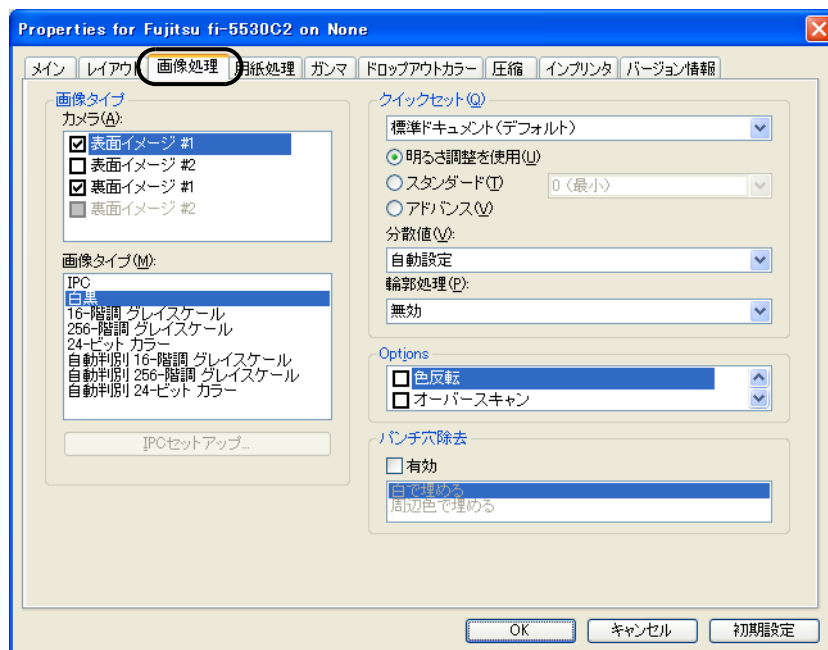 Properties for Fujitsu fi-5530C2 on None
メイン レイアウト 画像処理 用紙処理 ガンマ ドロップアウトカラー 圧縮 インプリンタ バージョン情報
画像タイプ
カメラ(A):
表面イメージ #1
表面イメージ #2
裏面イメージ #1
裏面イメージ #2
画像タイプ(M):
IPC
白黒
16-階調 グレイスケール
256-階調 グレイスケール
24-ビット カラー
自動判別 16-階調 グレイスケール
自動判別 256-階調 グレイスケール
自動判別 24-ビット カラー
IPCセットアップ...
クイックセット(Q)
標準ドキュメント(デフォルト)
明るさ調整を使用(U)
スタンダード(T) 0 (最小)
アドバンス(V)
分散値(V):
自動設定
輪郭処理(P):
無効
Options
色反転
オーバースキャン
パンチ穴除去
有効
白で埋める
周辺色で埋める
OK キャンセル 初期設定